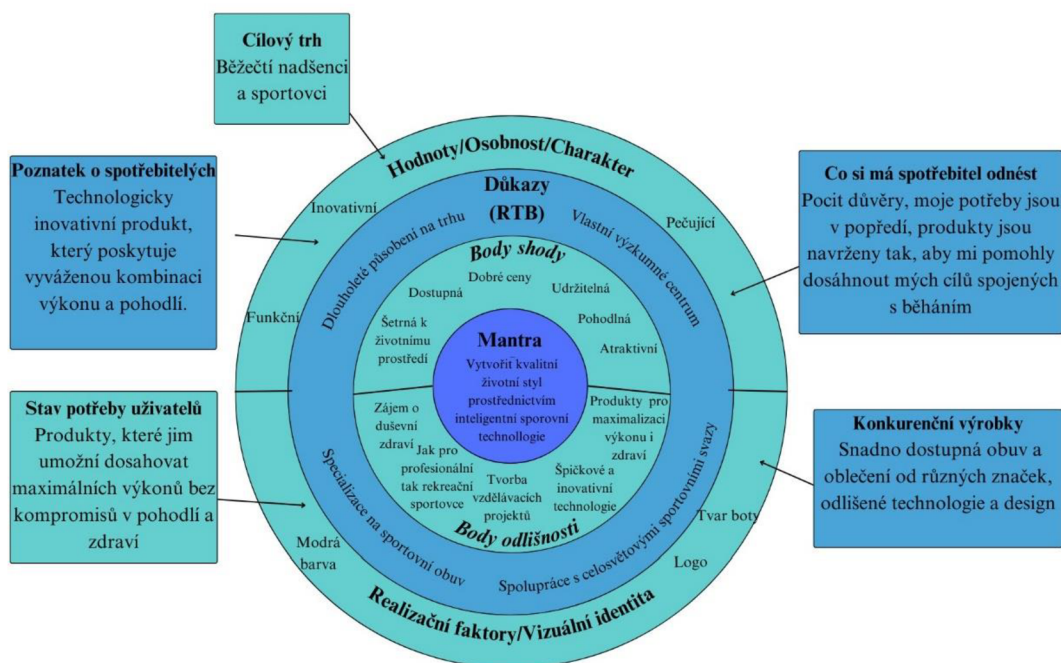 Cílový trh
Běžečtí nadšenci
a sportovci
Poznatek o spotřebitelých
Technologicky
inovativní produkt,
který poskytuje
vyváženou kombinaci
výkonu a pohodlí.
Stav potřeby uživatelů
Produkty, které jim
umožní dosahovat
maximálních výkonů bez
kompromisů v pohodlí a
zdraví
Hodnoty/Osobnost/Charakter
Inovativní
Pečující
Funkční
Důkazy
(RTB)
Dlouholeté působení na trhu
Vlastní výzkumné centrum
Body shody
Dobré ceny
Dostupná
Udržitelná
Šetrná k
životnímu
prostředí
Pohodlná
Atraktivní
Mantra
Vytvořiť kvalitní
životní styl
prostřednictvím
inteligentní sporovní
technollogie
Zájem o
duševní
zdraví
Jak pro
profesionální
tak rekreační
sportovce
Tvorba
vzdělávacích
projektů
Špičkové a
inovativní
technologie
Produkty pro
maximalizaci
výkonu i
zdraví
Body odlišnosti
Specializace na sportovní obuv
Spolupráce s celosvětovými sportovními svazy
Modrá
barva
Logo
Tvar boty
Realizační faktory/Vizuální identita
Co si má spotřebitel odnést
Pocit důvěry, moje potřeby jsou
v popředí, produkty jsou
navrženy tak, aby mi pomohly
dosáhnout mých cílů spojených
s běháním
Konkurenční výrobky
Snadno dostupná obuv a
oblečení od různých značek,
odlišené technologie a design